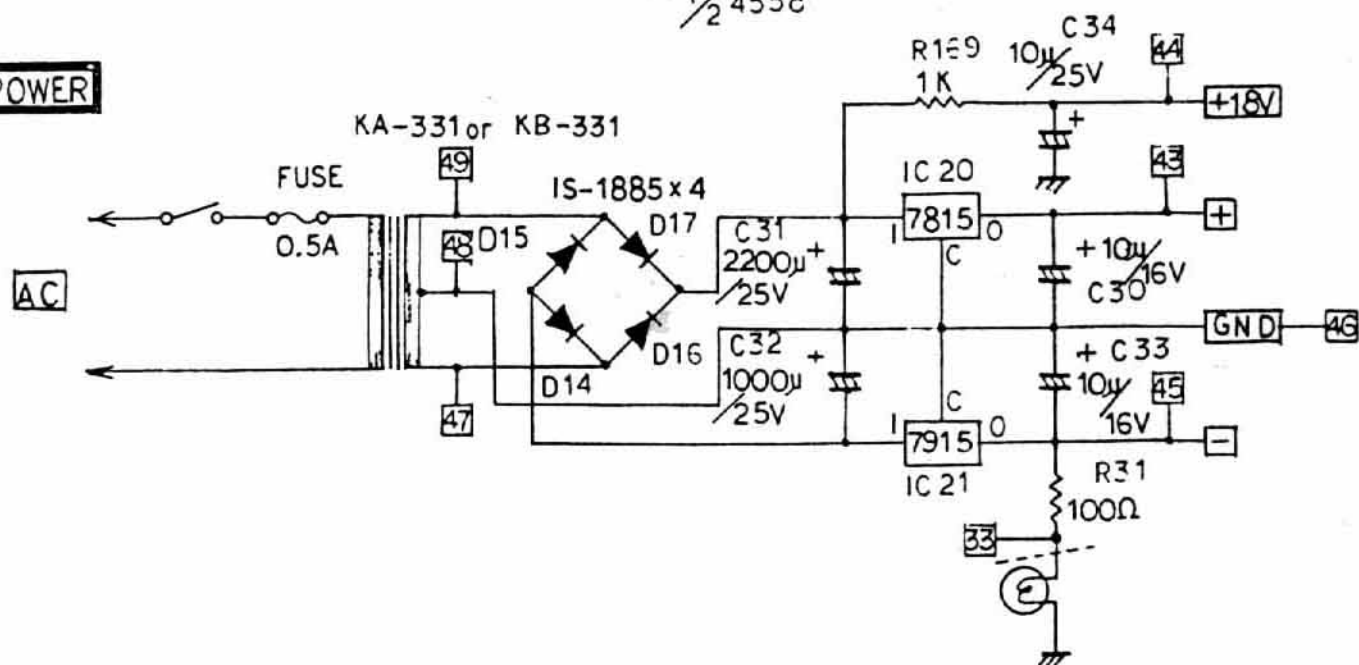 POWER
AC
FUSE
0.5A
KA-331 or KB-331
49
48
47
IS-1885×4
D15
D17
D14
D16
C31
2200μ
/25V
+
C32
1000μ
/25V
+
R169
1K
C34
10μ
/25V
+
44
+18V
IC 20
7815
I
O
C
43
+
+ 10μ
/16V
C30
GND
46
+ C33
10μ
/16V
45
C
I
7915
O
IC 21
−
R31
100Ω
33